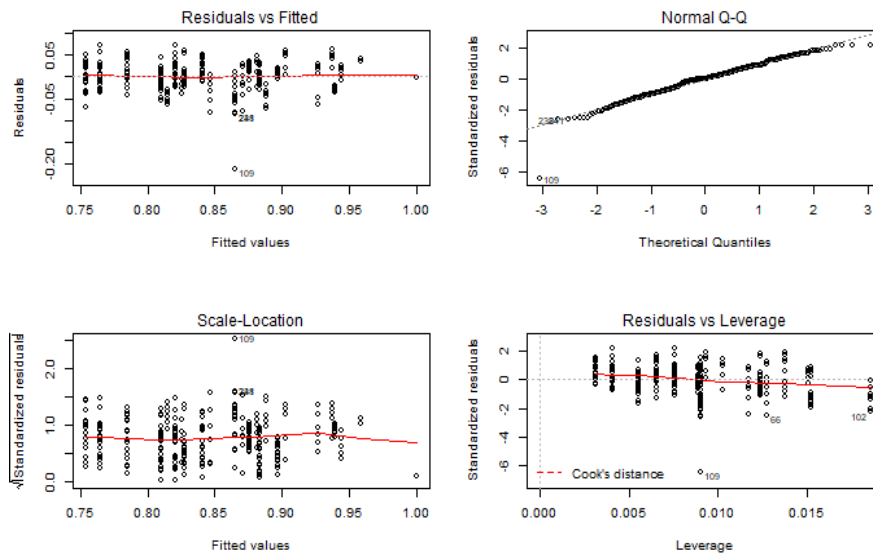 Residuals vs Fitted
Residuals
0.05
-0.05
-0.20
109
0.75 0.80 0.85 0.90 0.95 1.00
Fitted values
Normal Q-Q
Standardized residuals
2
0
-2
-4
-6
109
-3 -2 -1 0 1 2 3
Theoretical Quantiles
Scale-Location
√|Standardized residuals|
2.0
1.0
0.0
109
0.75 0.80 0.85 0.90 0.95 1.00
Fitted values
Residuals vs Leverage
Standardized residuals
2
0
-2
-4
-6
102
66
109
Cook's distance
0.000 0.005 0.010 0.015
Leverage